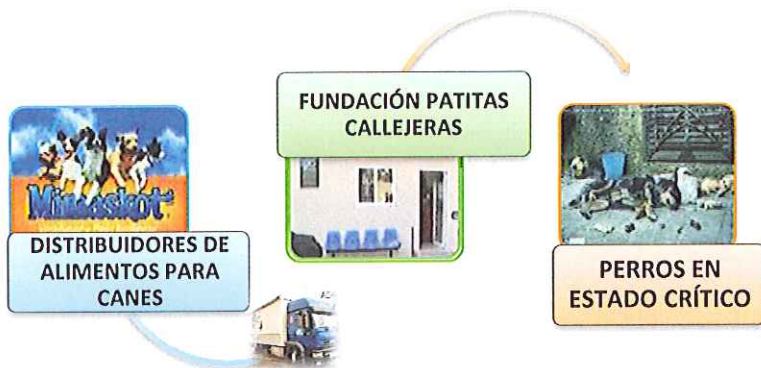 Mimaskot
DISTRIBUIDORES DE
ALIMENTOS PARA
CANES
FUNDACIÓN PATITAS
CALLEJERAS
PERROS EN
ESTADO CRÍTICO